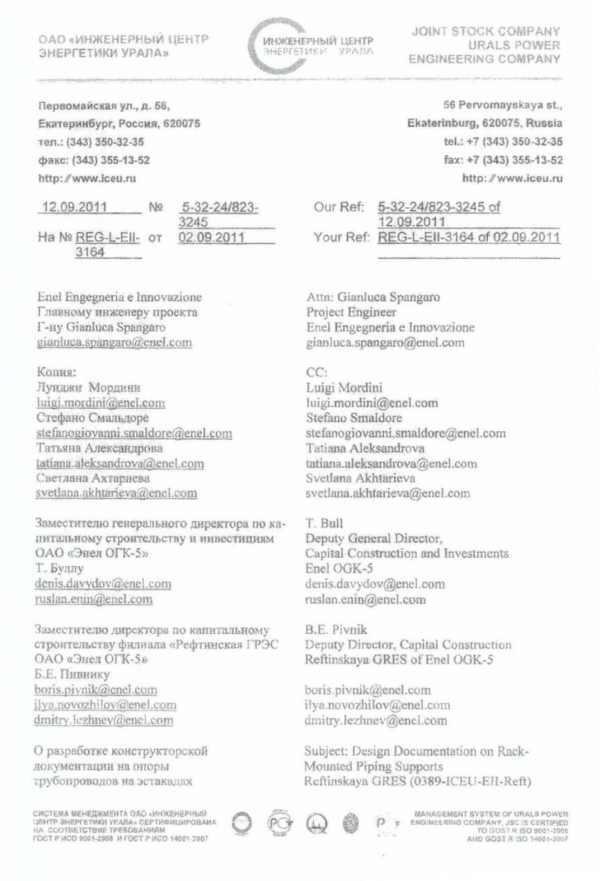 ОАО «ИНЖЕНЕРНЫЙ ЦЕНТР
ЭНЕРГЕТИКИ УРАЛА»
ИНЖЕНЕРНЫЙ ЦЕНТР
ЭНЕРГЕТИКИ УРАЛА
JOINT STOCK COMPANY
URALS POWER
ENGINEERING COMPANY
Первомайская ул., д. 56,
Екатеринбург, Россия, 620075
тел.: (343) 350-32-35
факс: (343) 355-13-52
http://www.iceu.ru
56 Pervomayskaya st.,
Ekaterinburg, 620075, Russia
tel.: +7 (343) 350-32-35
fax: +7 (343) 355-13-52
http://www.iceu.ru
12.09.2011 № 5-32-24/823-
3245
На № REG-L-EII- от 02.09.2011
3164
Our Ref: 5-32-24/823-3245 of
12.09.2011
Your Ref: REG-L-EII-3164 of 02.09.2011
Enel Engegneria e Innovazione
Главному инженеру проекта
Г-ну Gianluca Spangaro
gianluca.spangaro@enel.com
Копия:
Луиджи Мордини
luigi.mordini@enel.com
Стефано Смальдоре
stefanogiovanni.smaldore@enel.com
Татьяна Александрова
tatiana.aleksandrova@enel.com
Светлана Ахтариева
svetlana.akhtarieva@enel.com
Заместителю генерального директора по ка-
питальному строительству и инвестициям
ОАО «Энел ОГК-5»
Т. Буллу
denis.davydov@enel.com
ruslan.enin@enel.com
Заместителю директора по капитальному
строительству филиала «Рефтинская ГРЭС
ОАО «Энел ОГК-5»
Б.Е. Пивнику
boris.pivnik@enel.com
ilya.novozhilov@enel.com
dmitry.lezhnev@enel.com
О разработке конструкторской
документации на опоры
трубопроводов на эстакадах
Attn: Gianluca Spangaro
Project Engineer
Enel Engegneria e Innovazione
gianluca.spangaro@enel.com
CC:
Luigi Mordini
luigi.mordini@enel.com
Stefano Smaldore
stefanogiovanni.smaldore@enel.com
Tatiana Aleksandrova
tatiana.aleksandrova@enel.com
Svetlana Akhtarieva
svetlana.akhtarieva@enel.com
T. Bull
Deputy General Director,
Capital Construction and Investments
Enel OGK-5
denis.davydov@enel.com
ruslan.enin@enel.com
B.E. Pivnik
Deputy Director, Capital Construction
Reftinskaya GRES of Enel OGK-5
boris.pivnik@enel.com
ilya.novozhilov@enel.com
dmitry.lezhnev@enel.com
Subject: Design Documentation on Rack-
Mounted Piping Supports
Reftinskaya GRES (0389-ICEU-EII-Reft)
СИСТЕМА МЕНЕДЖМЕНТА ОАО «ИНЖЕНЕРНЫЙ
ЦЕНТР ЭНЕРГЕТИКИ УРАЛА» СЕРТИФИЦИРОВАНА
НА СООТВЕТСТВИЕ ТРЕБОВАНИЯМ
ГОСТ Р ИСО 9001-2008 И ГОСТ Р ИСО 14001-2007
MANAGEMENT SYSTEM OF URALS POWER
ENGINEERING COMPANY, JSC IS CERTIFIED
TO GOST R ISO 9001-2008
AND GOST R ISO 14001-2007